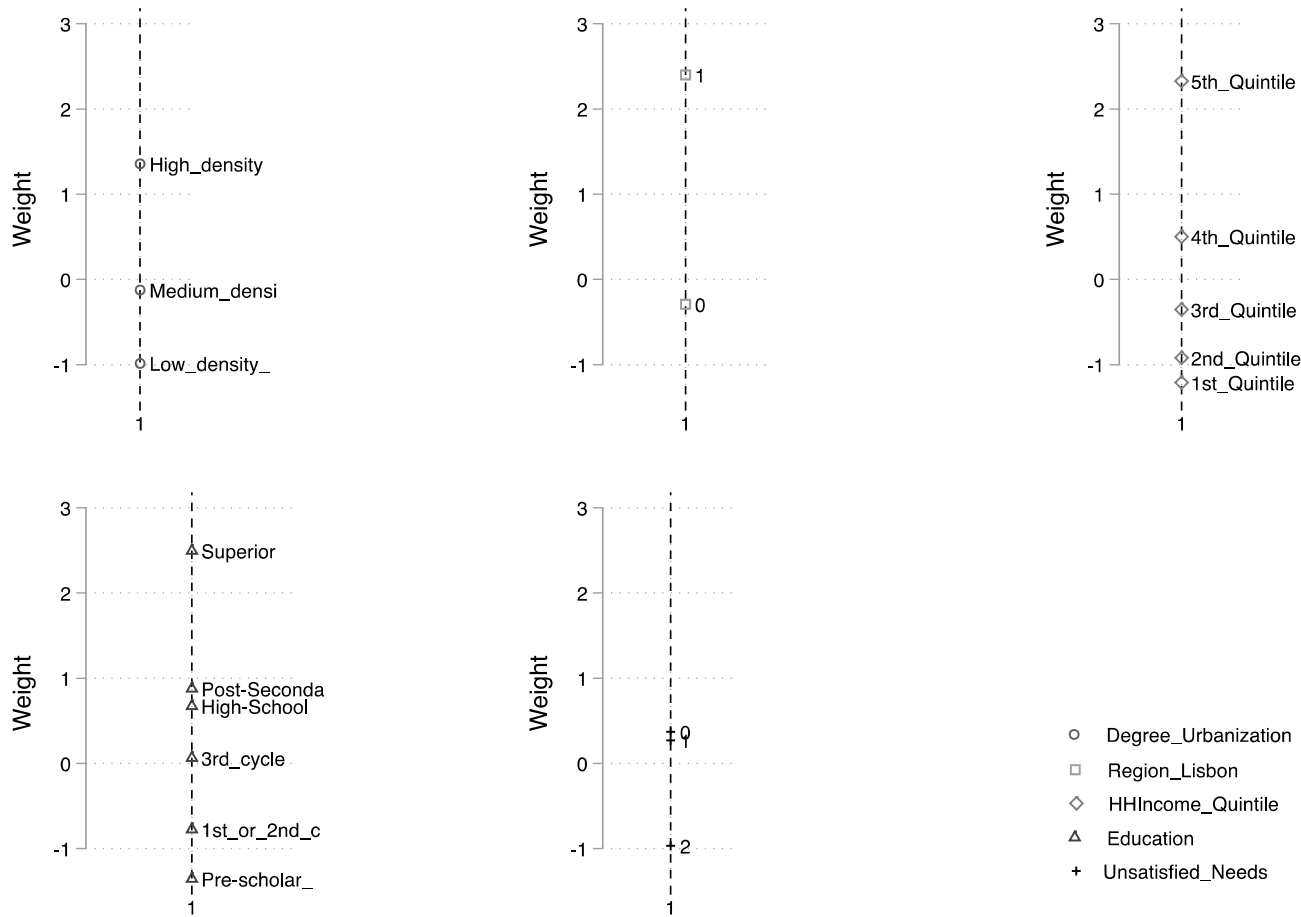 3
2
1
0
-1
Weight
High_density
Medium_densi
Low_density_
1
3
2
1
0
-1
Weight
1
0
1
3
2
1
0
-1
Weight
5th_Quintile
4th_Quintile
3rd_Quintile
2nd_Quintile
1st_Quintile
1
3
2
1
0
-1
Weight
Superior
Post-Seconda
High-School
3rd_cycle
1st_or_2nd_c
Pre-scholar_
1
3
2
1
0
-1
Weight
0
1
2
1
Degree_Urbanization
Region_Lisbon
HHIncome_Quintile
Education
Unsatisfied_Needs